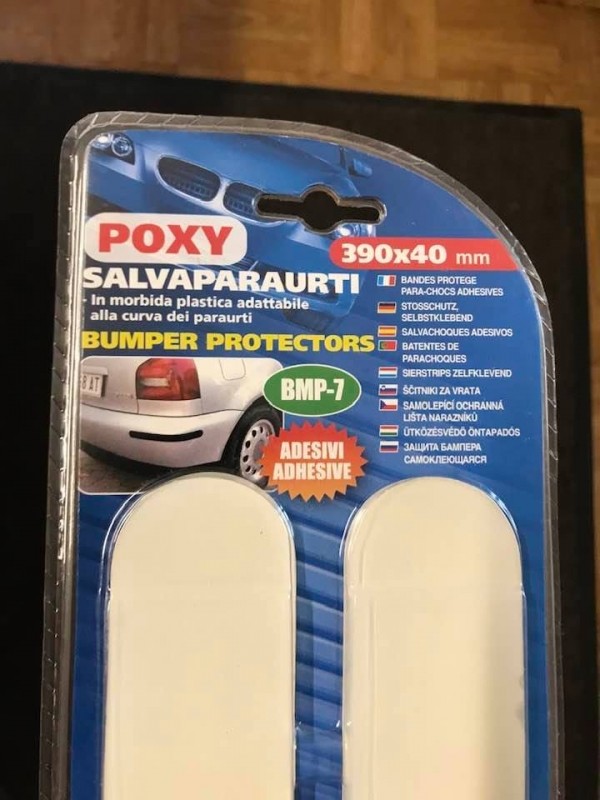 POXY
390x40 mm
SALVAPARAURTI
- In morbida plastica adattabile
alla curva dei paraurti
BUMPER PROTECTORS
BMP-7
ADESIVI
ADHESIVE
8 AT
BANDES PROTEGE
PARA-CHOCS ADHESIVES
STOSSCHUTZ,
SELBSTKLEBEND
SALVACHOQUES ADESIVOS
BATENTES DE
PARACHOQUES
SIERSTRIPS ZELFKLEVEND
ŠČITNIKI ZA VRATA
SAMOLEPÍCÍ OCHRANNÁ
LIŠTA NARAZNÍKŮ
ÜTKÖZÉSVÉDŐ ÖNTAPADÓS
ЗАЩИТА БАМПЕРА
САМОКЛЕЮЩАЯСЯ